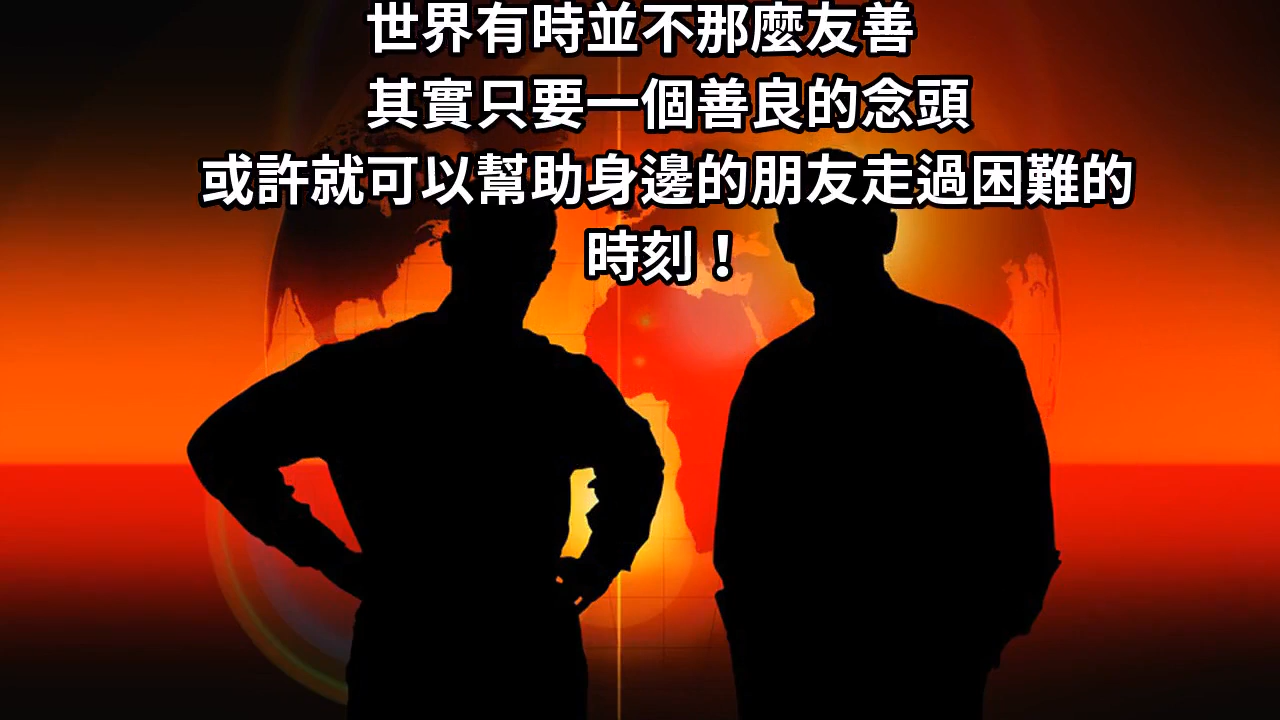 世界有時並不那麼友善
其實只要一個善良的念頭
或許就可以幫助身邊的朋友走過困難的
時刻！